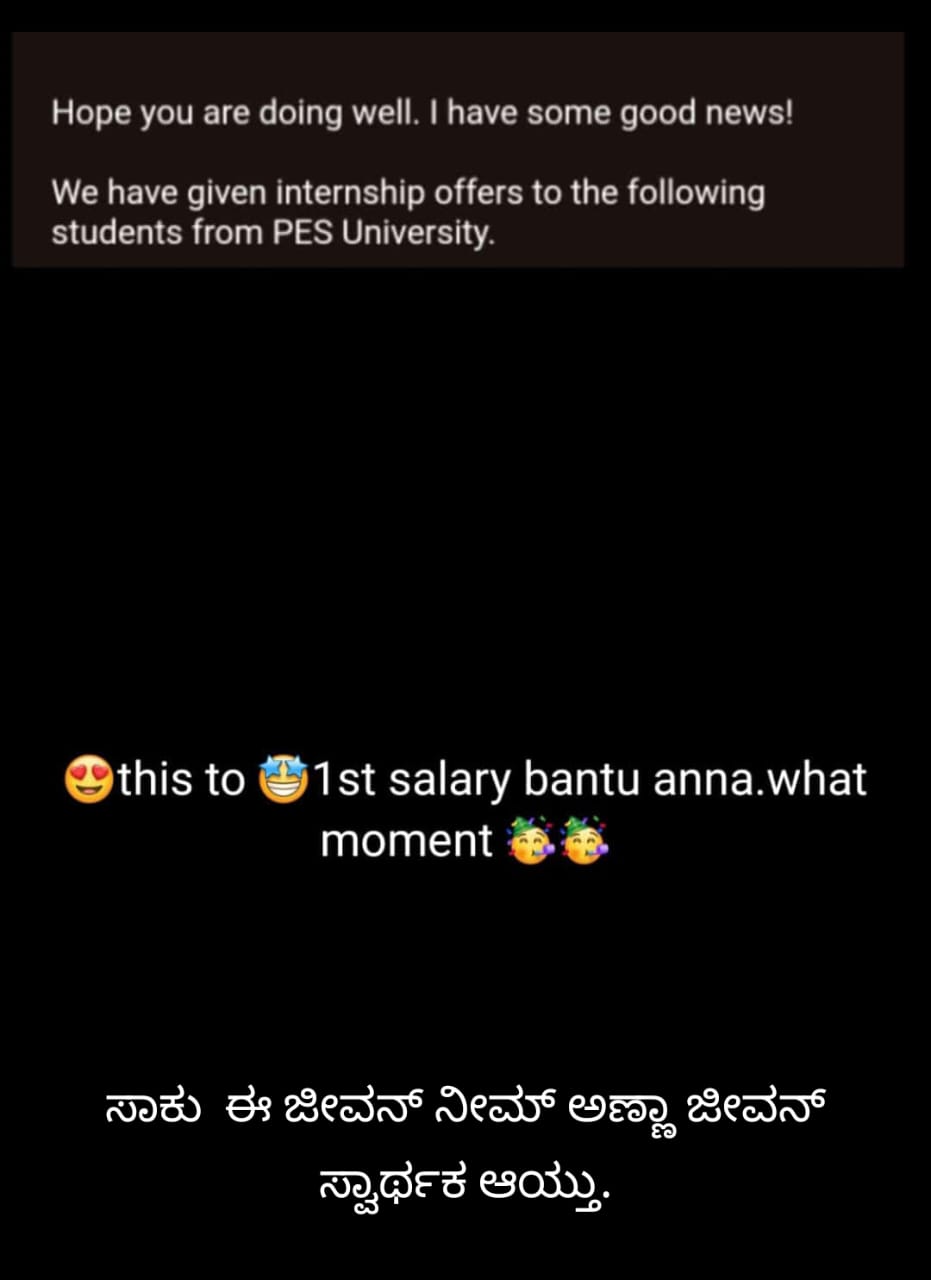 Hope you are doing well. I have some good news!
We have given internship offers to the following
students from PES University.
😍this to 🤩1st salary bantu anna.what
moment 🥳🥳
ಸಾಕು ಈ ಜೀವನ್ ನೀಮ್ ಅಣ್ಣಾ ಜೀವನ್
ಸ್ವಾರ್ಥಕ ಆಯ್ತು.